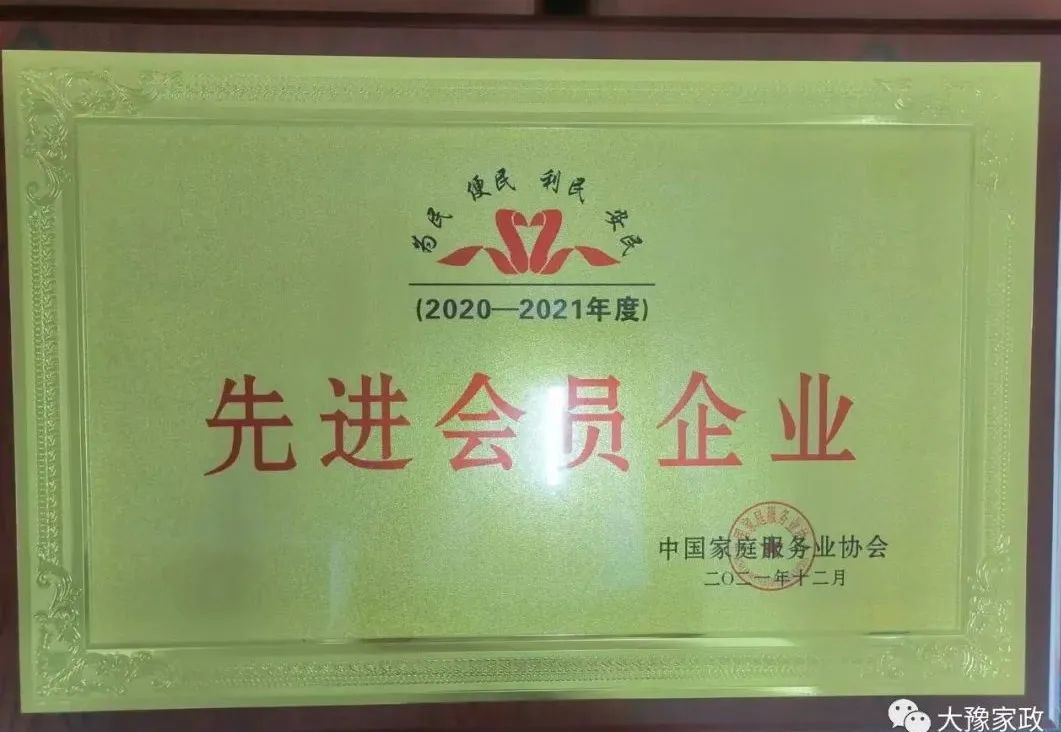 为民 便民 利民 安民
(2020—2021年度)
先进会员企业
中国家庭服务业协会
二〇二一年十二月
大豫家政